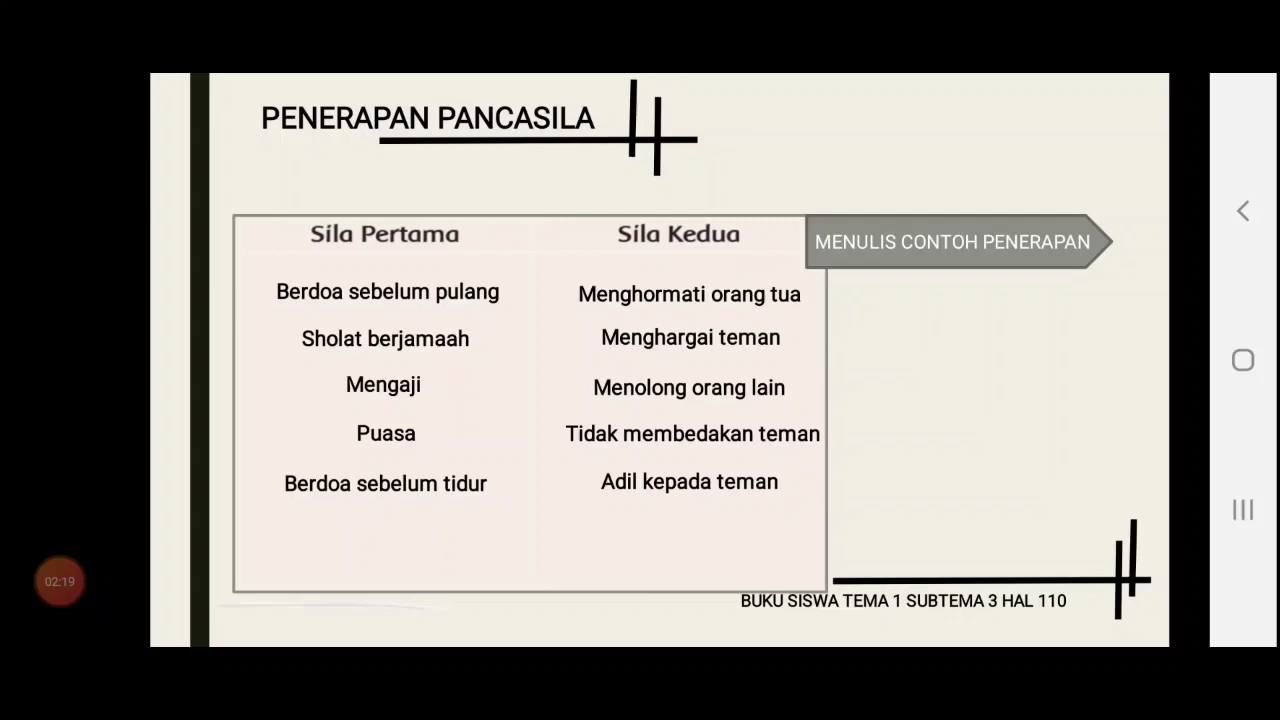 PENERAPAN PANCASILA
Sila Pertama
Sila Kedua
MENULIS CONTOH PENERAPAN
Berdoa sebelum pulang
Menghormati orang tua
Sholat berjamaah
Menghargai teman
Mengaji
Menolong orang lain
Puasa
Tidak membedakan teman
Berdoa sebelum tidur
Adil kepada teman
02:19
BUKU SISWA TEMA 1 SUBTEMA 3 HAL 110